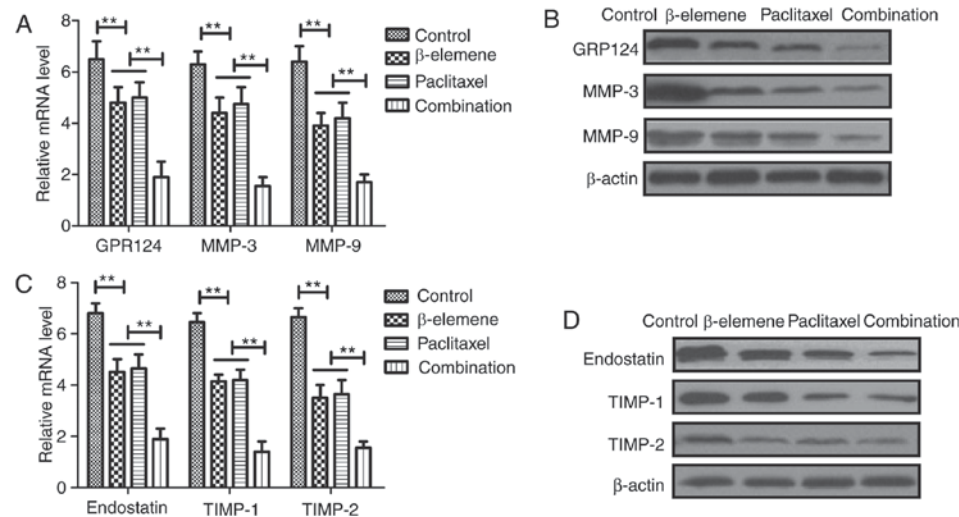 A
Relative mRNA level
8
6
4
2
0
** ** ** ** ** **
GPR124 MMP-3 MMP-9
Control
β-elemene
Paclitaxel
Combination
B
Control β-elemene Paclitaxel Combination
GRP124
MMP-3
MMP-9
β-actin
C
Relative mRNA level
8
6
4
2
0
** ** ** ** ** **
Endostatin TIMP-1 TIMP-2
Control
β-elemene
Paclitaxel
Combination
D
Control β-elemene Paclitaxel Combination
Endostatin
TIMP-1
TIMP-2
β-actin